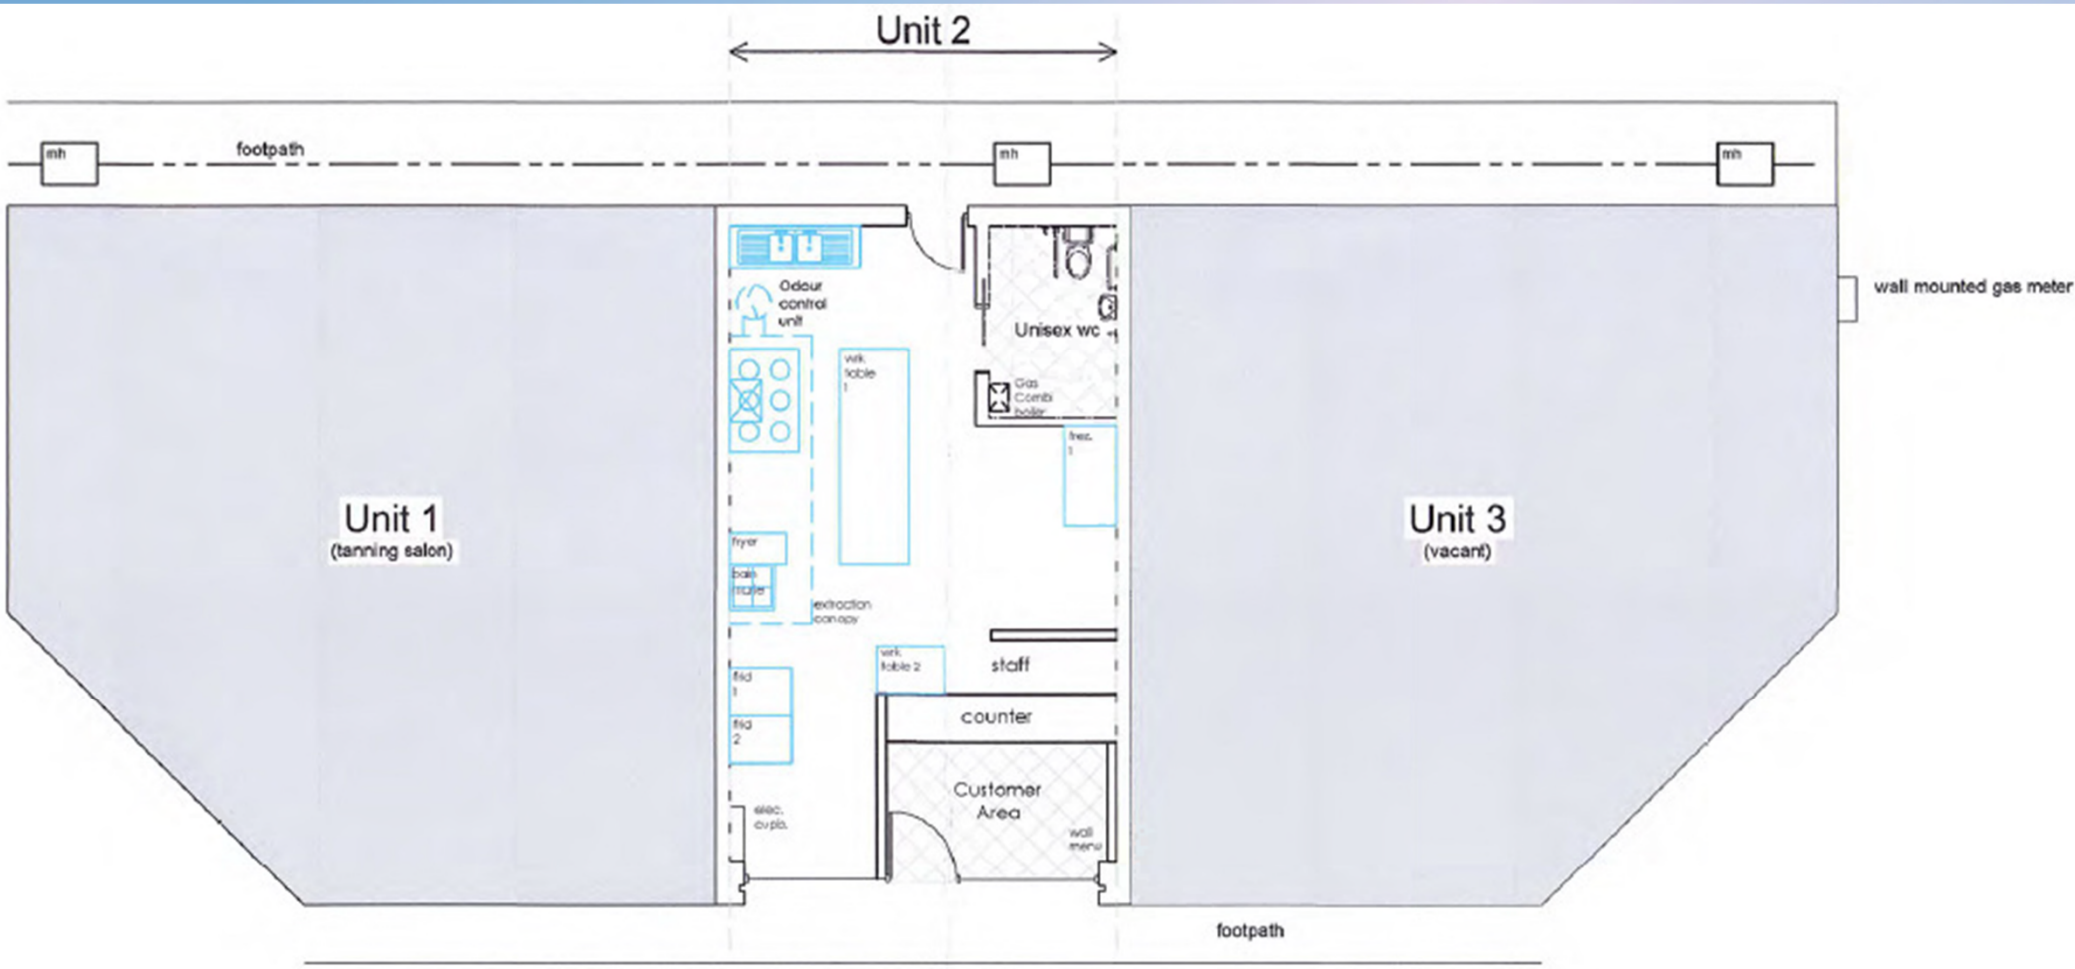 Unit 2
mh
footpath
mh
mh
wall mounted gas meter
Odour
control
unit
Unisex wc
wrk
table
1
Gas
Combi
boiler
frez.
1
Unit 1
(tanning salon)
Unit 3
(vacant)
fryer
bain
marie
extraction
canopy
wrk
table 2
staff
frid
1
counter
frid
2
Customer
Area
elec.
cupb.
wall
menu
footpath